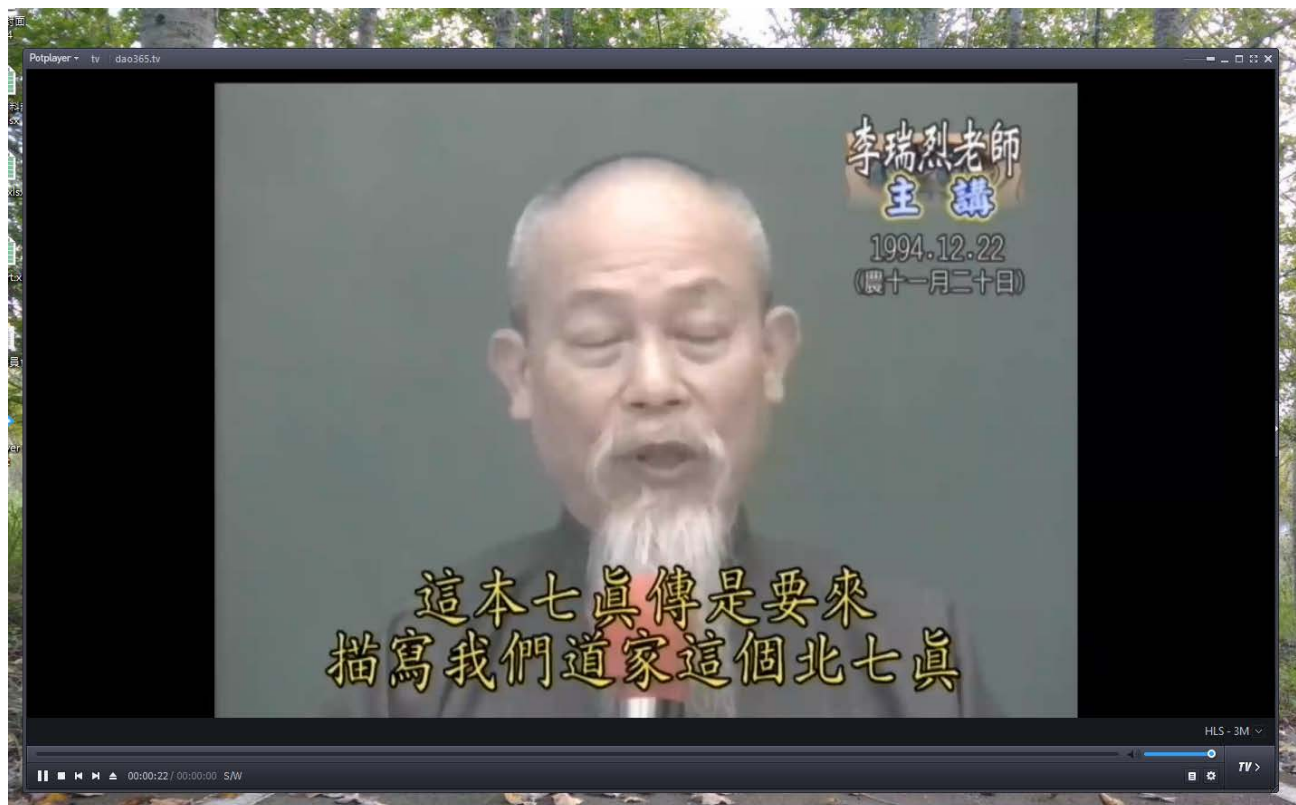 Potplayer tv dao365.tv
李瑞烈老師
主講
1994.12.22
(農十一月二十日)
這本七眞傳是要來
描寫我們道家這個北七眞
HLS - 3M
00:00:22 / 00:00:00 S/W
TV >